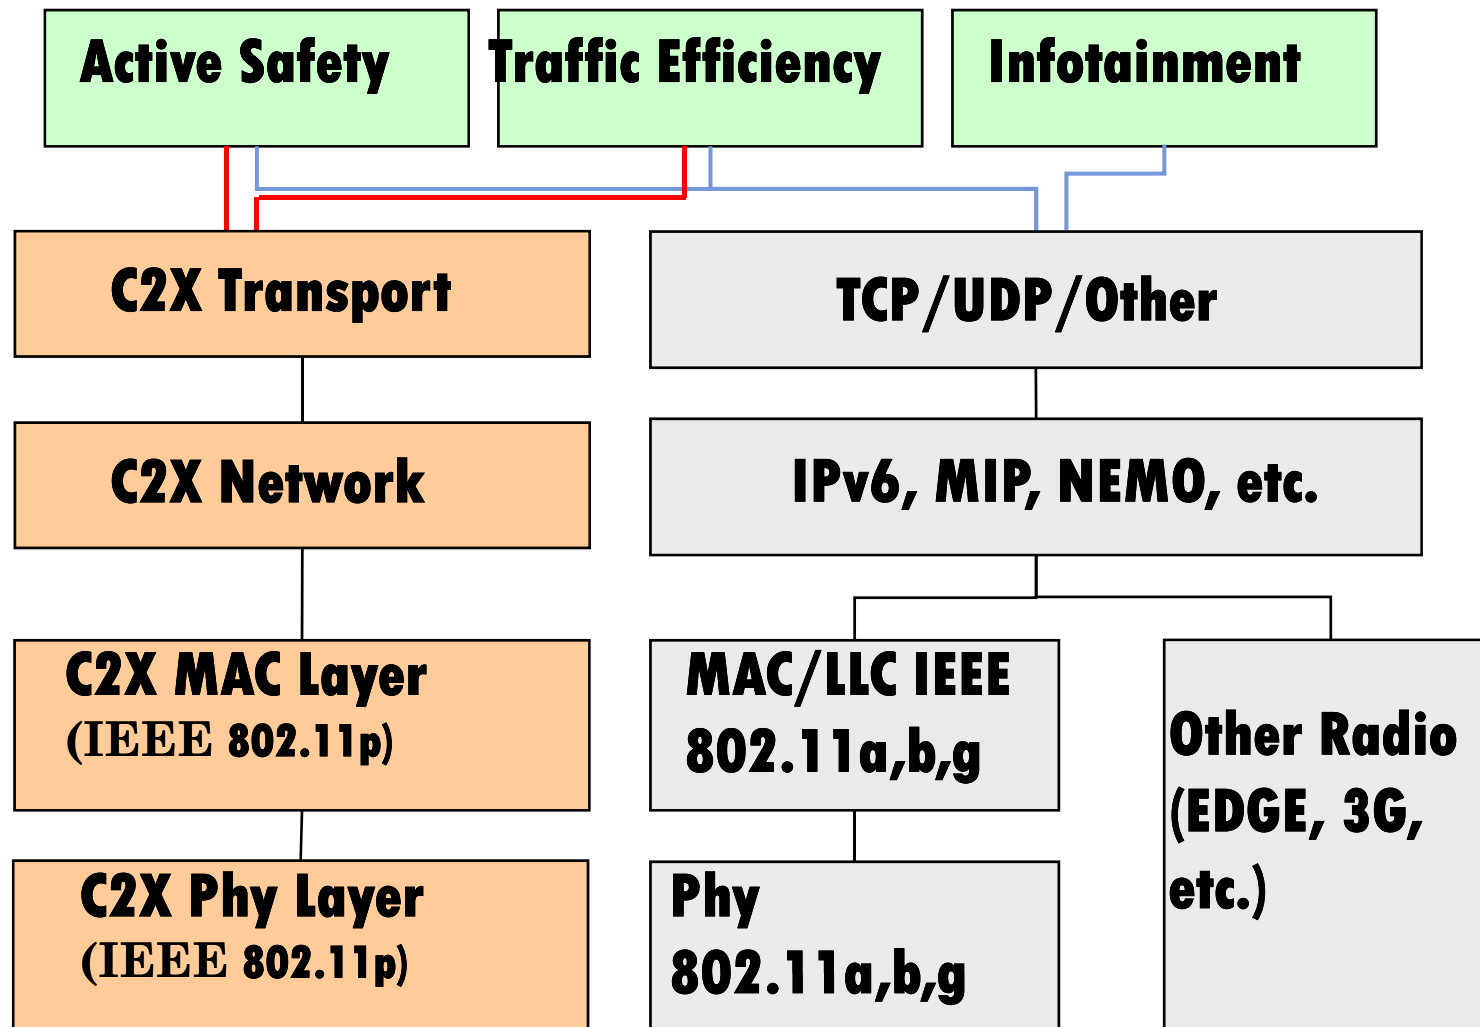 Active Safety
Traffic Efficiency
Infotainment
C2X Transport
TCP/UDP/Other
C2X Network
IPv6, MIP, NEMO, etc.
C2X MAC Layer
(IEEE 802.11p)
MAC/LLC IEEE
802.11a,b,g
Other Radio
(EDGE, 3G,
etc.)
C2X Phy Layer
(IEEE 802.11p)
Phy
802.11a,b,g